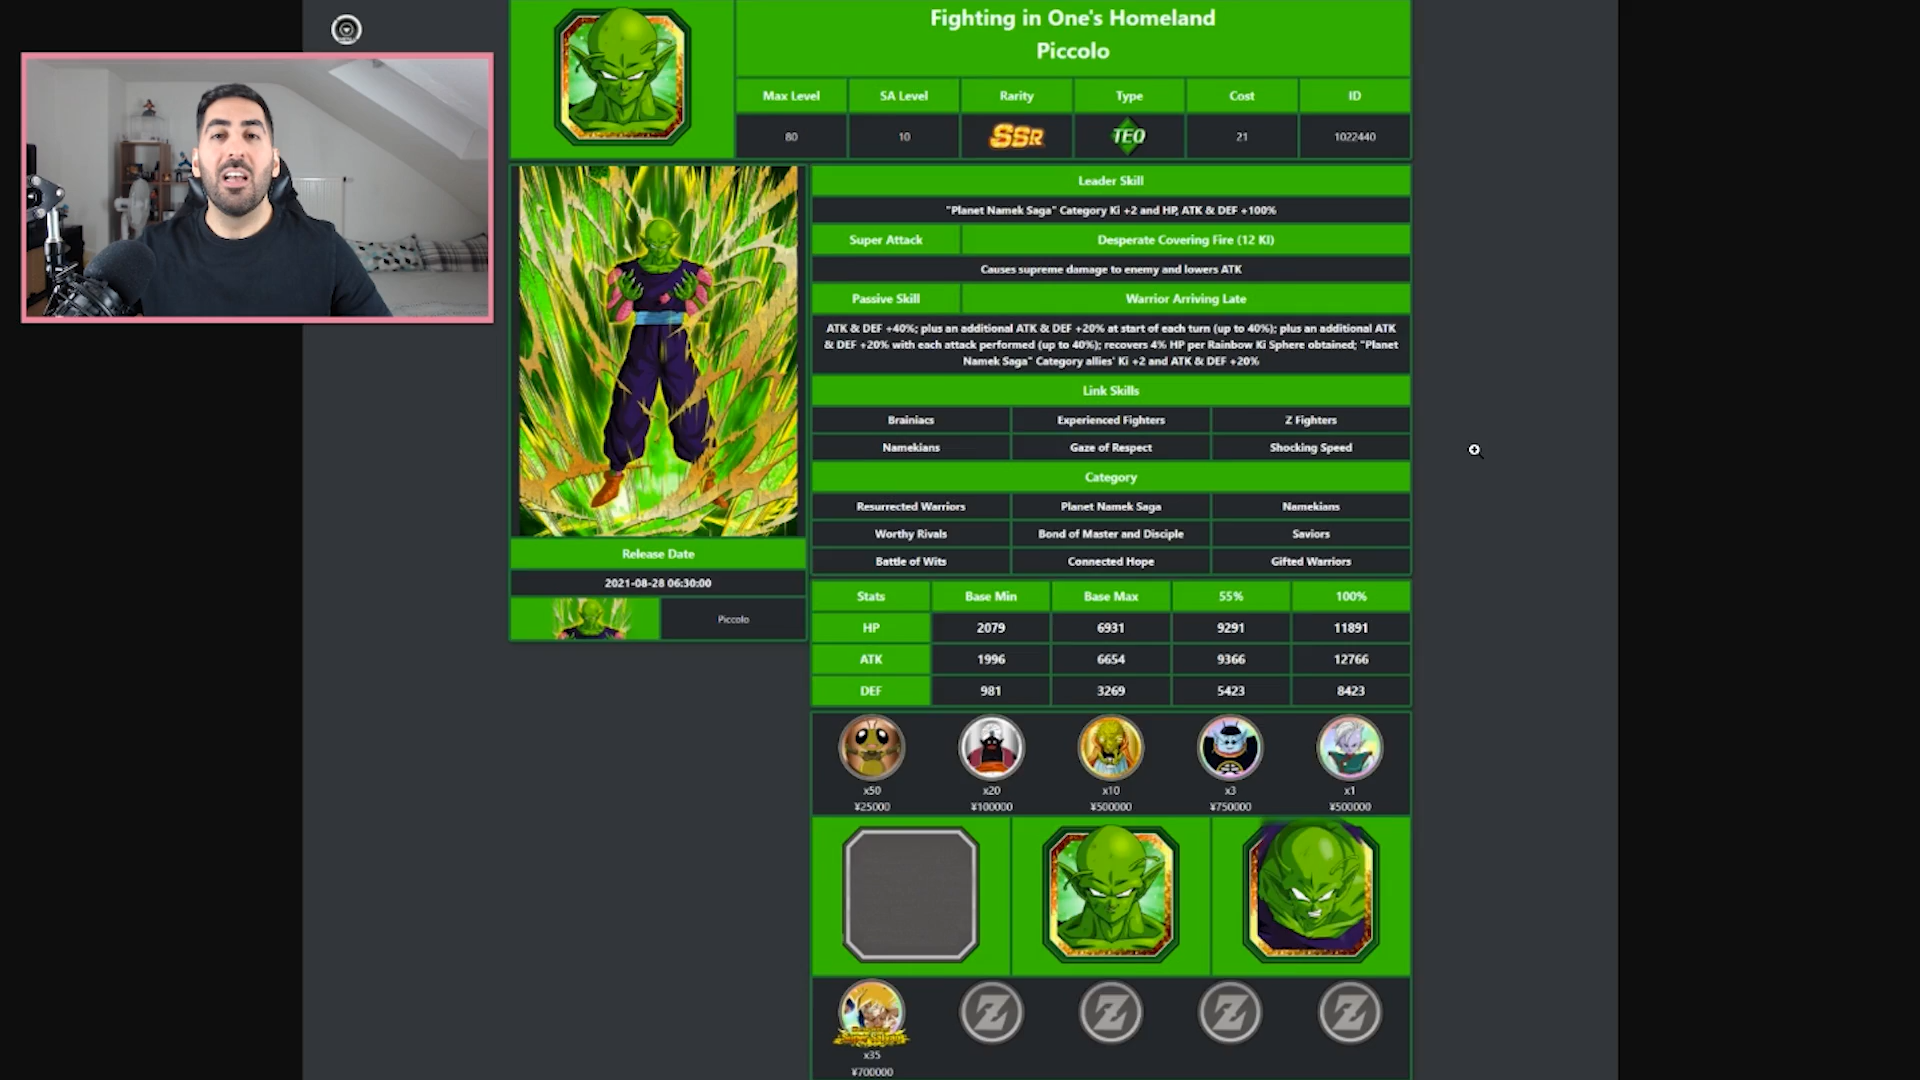 Fighting in One's Homeland
Piccolo
Max Level SA Level Rarity Type Cost ID
80 10 SSR TEQ 21 1022440
Leader Skill
"Planet Namek Saga" Category Ki +2 and HP, ATK & DEF +100%
Super Attack Desperate Covering Fire (12 KI)
Causes supreme damage to enemy and lowers ATK
Passive Skill Warrior Arriving Late
ATK & DEF +40%; plus an additional ATK & DEF +20% at start of each turn (up to 40%); plus an additional ATK
& DEF +20% with each attack performed (up to 40%); recovers 4% HP per Rainbow Ki Sphere obtained; "Planet
Namek Saga" Category allies' Ki +2 and ATK & DEF +20%
Link Skills
Brainiacs Experienced Fighters Z Fighters
Namekians Gaze of Respect Shocking Speed
Category
Resurrected Warriors Planet Namek Saga Namekians
Worthy Rivals Bond of Master and Disciple Saviors
Battle of Wits Connected Hope Gifted Warriors
Release Date
2021-08-28 06:30:00
Piccolo
Stats Base Min Base Max 55% 100%
HP 2079 6931 9291 11891
ATK 1996 6654 9366 12766
DEF 981 3269 5423 8423
x50 x20 x10 x3 x1
¥25000 ¥100000 ¥500000 ¥750000 ¥500000
Z Z Z Z
x35
¥700000